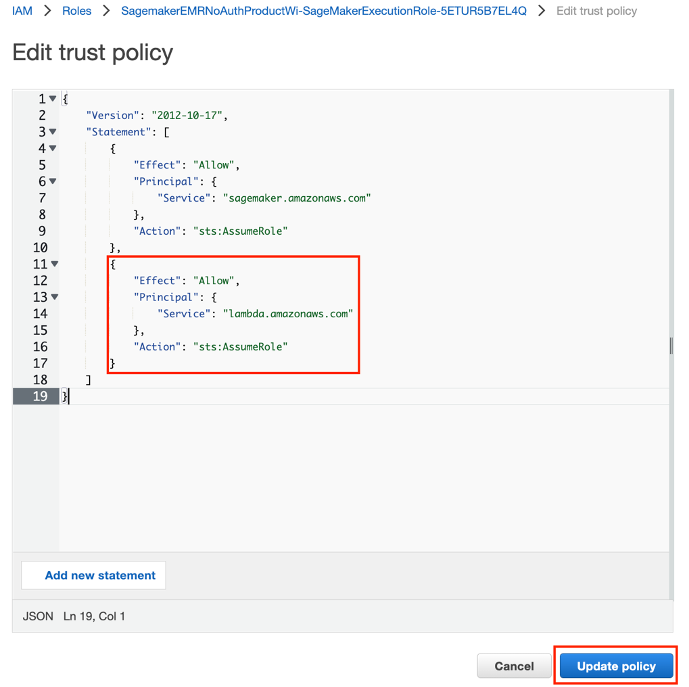 IAM > Roles > SagemakerEMRNoAuthProductWi-SageMakerExecutionRole-5ETUR5B7EL4Q > Edit trust policy
Edit trust policy
1 {
2 "Version": "2012-10-17",
3 "Statement": [
4 {
5 "Effect": "Allow",
6 "Principal": {
7 "Service": "sagemaker.amazonaws.com"
8 },
9 "Action": "sts:AssumeRole"
10 },
11 {
12 "Effect": "Allow",
13 "Principal": {
14 "Service": "lambda.amazonaws.com"
15 },
16 "Action": "sts:AssumeRole"
17 }
18 ]
19 }
Add new statement
JSON Ln 19, Col 1
Cancel Update policy